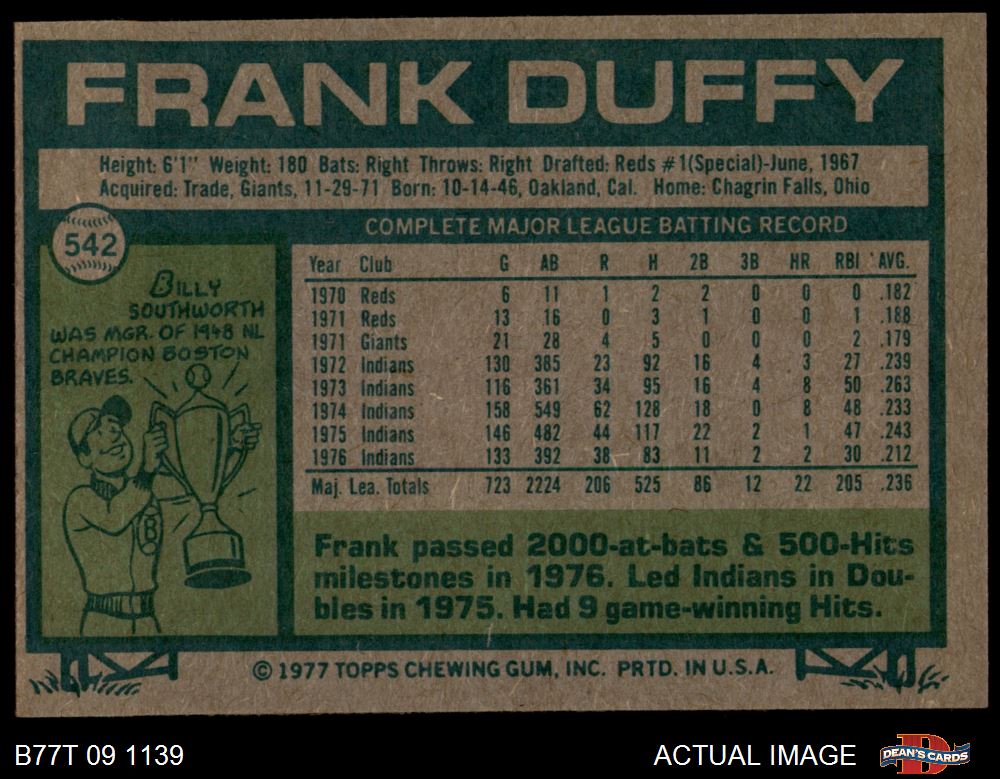 FRANK DUFFY
Height: 6'1" Weight: 180 Bats: Right Throws: Right Drafted: Reds #1(Special)-June, 1967
Acquired: Trade, Giants, 11-29-71 Born: 10-14-46, Oakland, Cal. Home: Chagrin Falls, Ohio
542
COMPLETE MAJOR LEAGUE BATTING RECORD
Year Club G AB R H 2B 3B HR RBI AVG.
1970 Reds 6 11 1 2 2 0 0 0 .182
1971 Reds 13 16 0 3 1 0 0 1 .188
1971 Giants 21 28 4 5 0 0 0 2 .179
1972 Indians 130 385 23 92 16 4 3 27 .239
1973 Indians 116 361 34 95 16 4 8 50 .263
1974 Indians 158 549 62 128 18 0 8 48 .233
1975 Indians 146 482 44 117 22 2 1 47 .243
1976 Indians 133 392 38 83 11 2 2 30 .212
Maj. Lea. Totals 723 2224 206 525 86 12 22 205 .236
BILLY
SOUTHWORTH
WAS MGR. OF 1948 NL
CHAMPION BOSTON
BRAVES.
B
Frank passed 2000-at-bats & 500-Hits
milestones in 1976. Led Indians in Dou-
bles in 1975. Had 9 game-winning Hits.
© 1977 TOPPS CHEWING GUM, INC. PRTD. IN U.S.A.
B77T 09 1139
ACTUAL IMAGE
D
DEAN'S CARDS